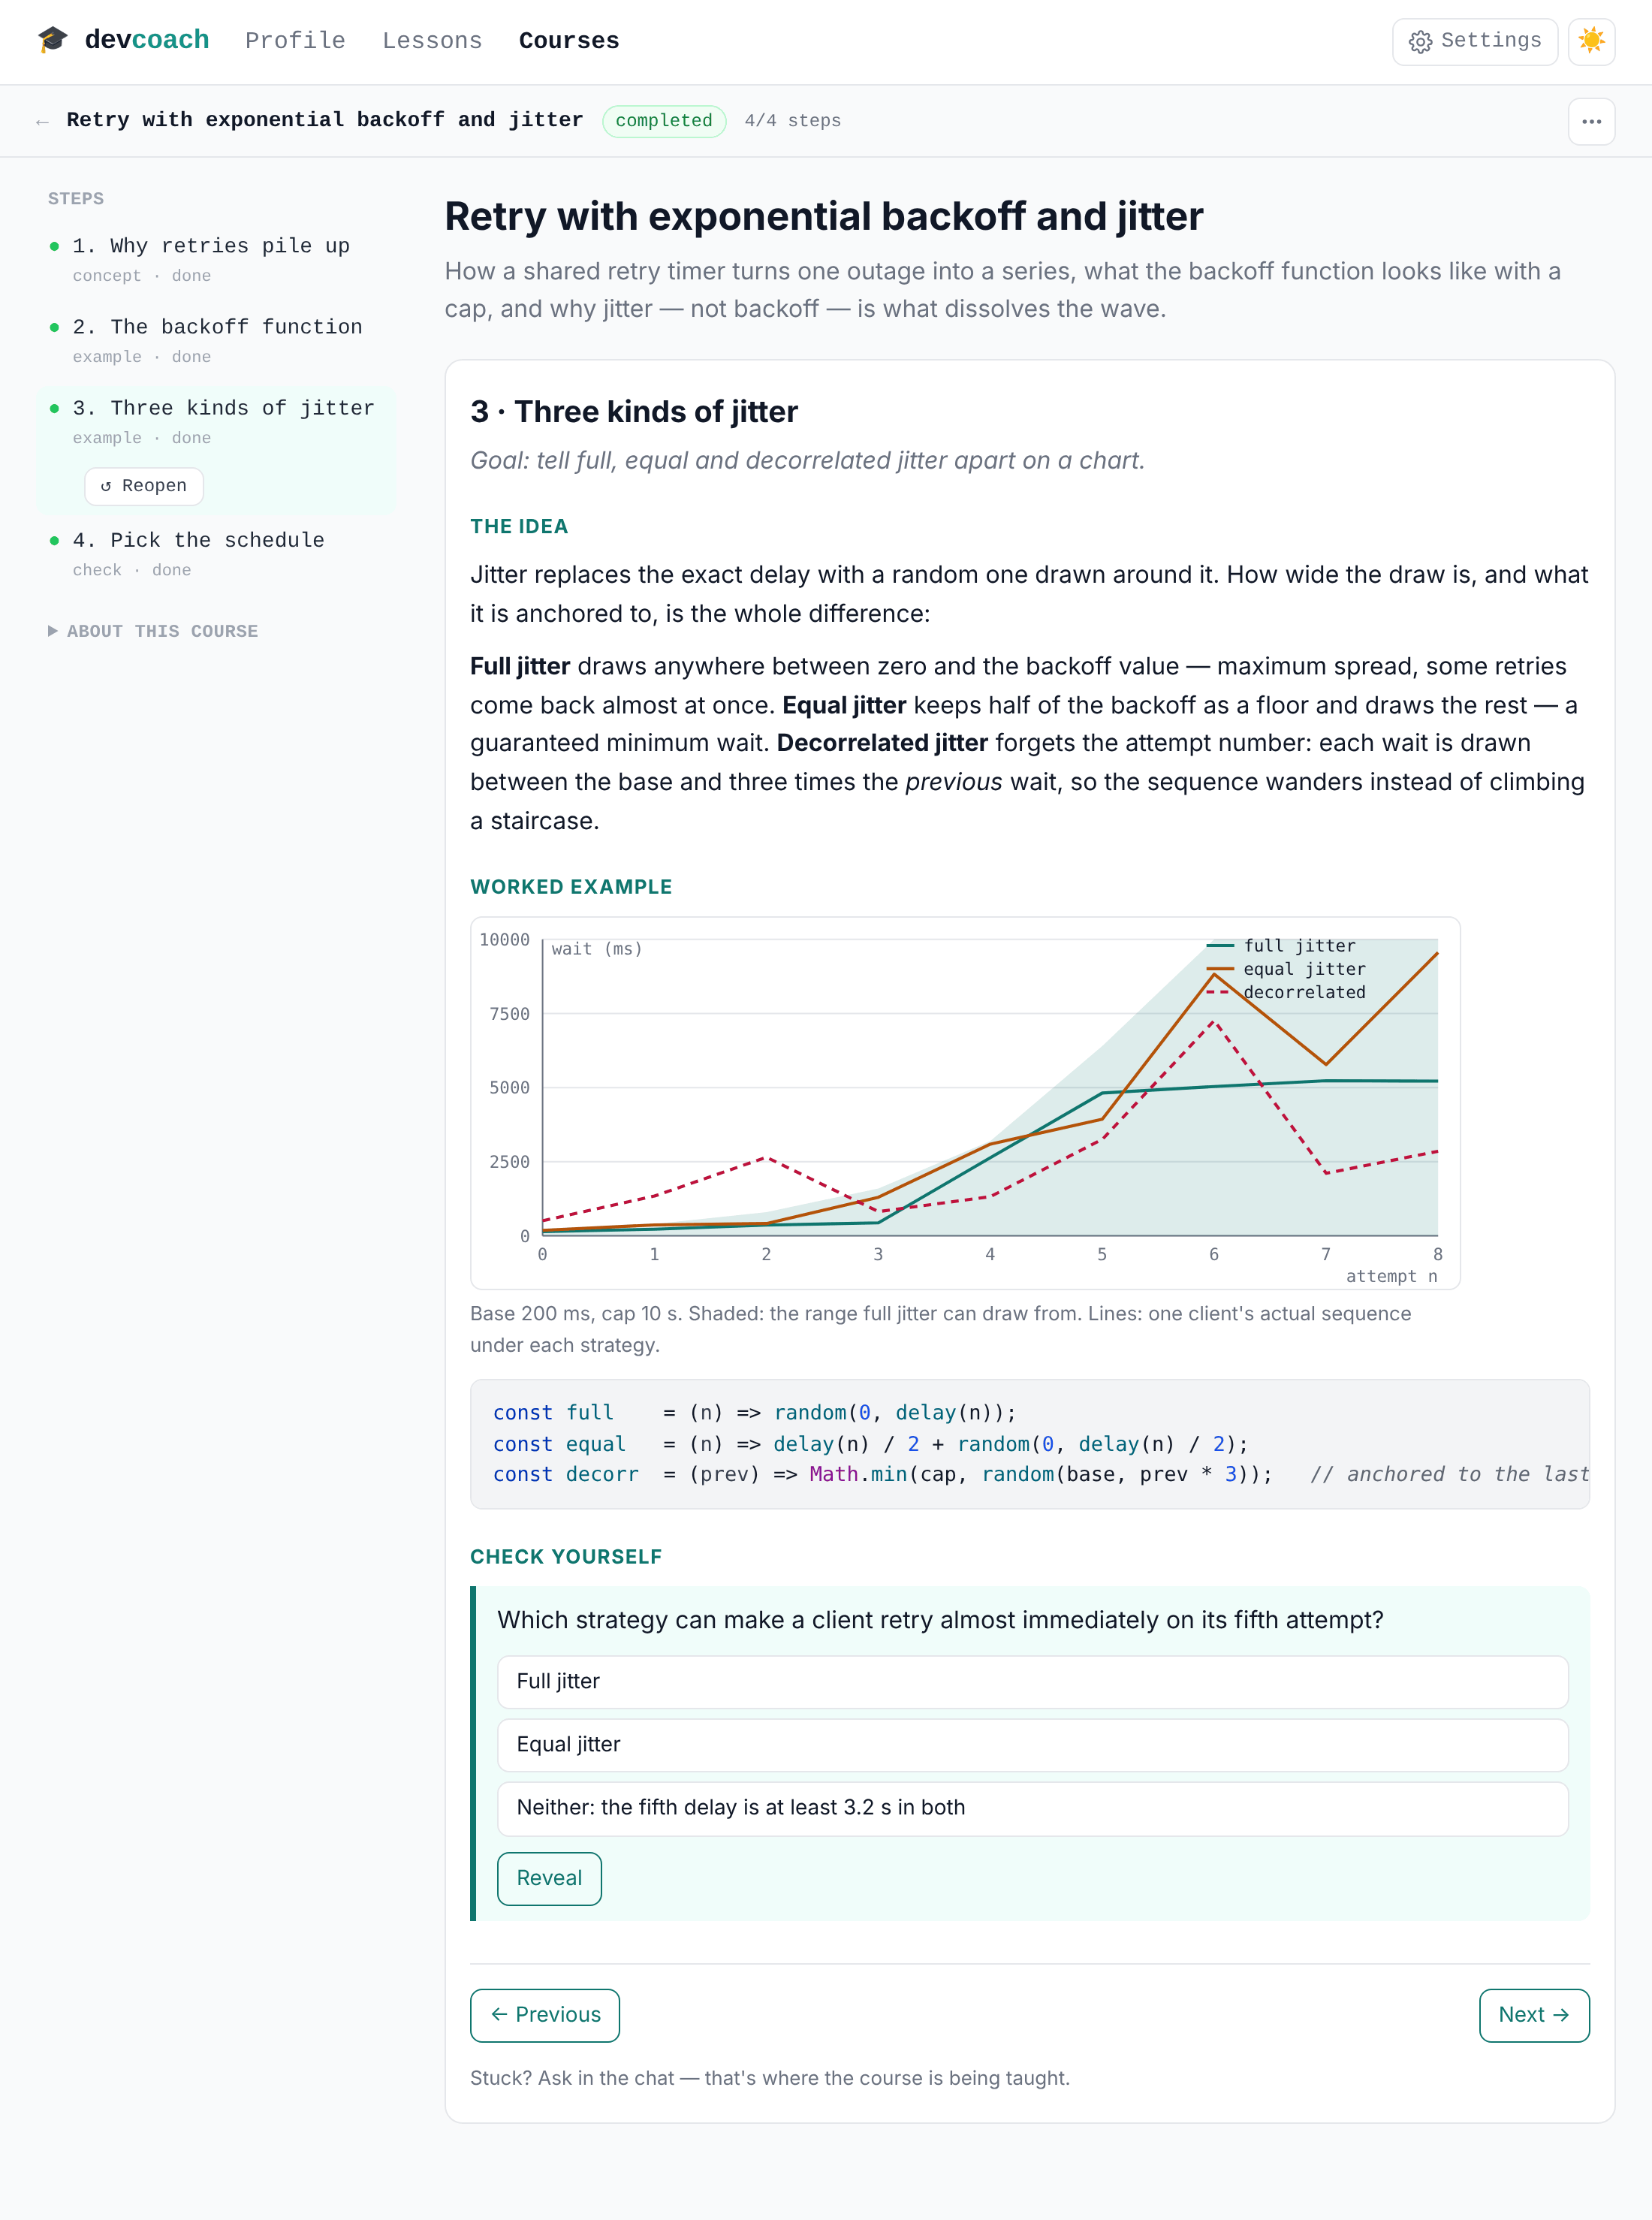 🎓 devcoach Profile Lessons Courses Settings ☀️
← Retry with exponential backoff and jitter completed 4/4 steps ···
STEPS
1. Why retries pile up
concept · done
2. The backoff function
example · done
3. Three kinds of jitter
example · done
↺ Reopen
4. Pick the schedule
check · done
▶ ABOUT THIS COURSE
Retry with exponential backoff and jitter
How a shared retry timer turns one outage into a series, what the backoff function looks like with a
cap, and why jitter — not backoff — is what dissolves the wave.
3 · Three kinds of jitter
Goal: tell full, equal and decorrelated jitter apart on a chart.
THE IDEA
Jitter replaces the exact delay with a random one drawn around it. How wide the draw is, and what
it is anchored to, is the whole difference:
Full jitter draws anywhere between zero and the backoff value — maximum spread, some retries
come back almost at once. Equal jitter keeps half of the backoff as a floor and draws the rest — a
guaranteed minimum wait. Decorrelated jitter forgets the attempt number: each wait is drawn
between the base and three times the previous wait, so the sequence wanders instead of climbing
a staircase.
WORKED EXAMPLE
10000
7500
5000
2500
0
wait (ms)
full jitter
equal jitter
decorrelated
0 1 2 3 4 5 6 7 8
attempt n
Base 200 ms, cap 10 s. Shaded: the range full jitter can draw from. Lines: one client's actual sequence
under each strategy.
const full    = (n) => random(0, delay(n));
const equal   = (n) => delay(n) / 2 + random(0, delay(n) / 2);
const decorr  = (prev) => Math.min(cap, random(base, prev * 3));   // anchored to the last
CHECK YOURSELF
Which strategy can make a client retry almost immediately on its fifth attempt?
Full jitter
Equal jitter
Neither: the fifth delay is at least 3.2 s in both
Reveal
← Previous
Next →
Stuck? Ask in the chat — that's where the course is being taught.